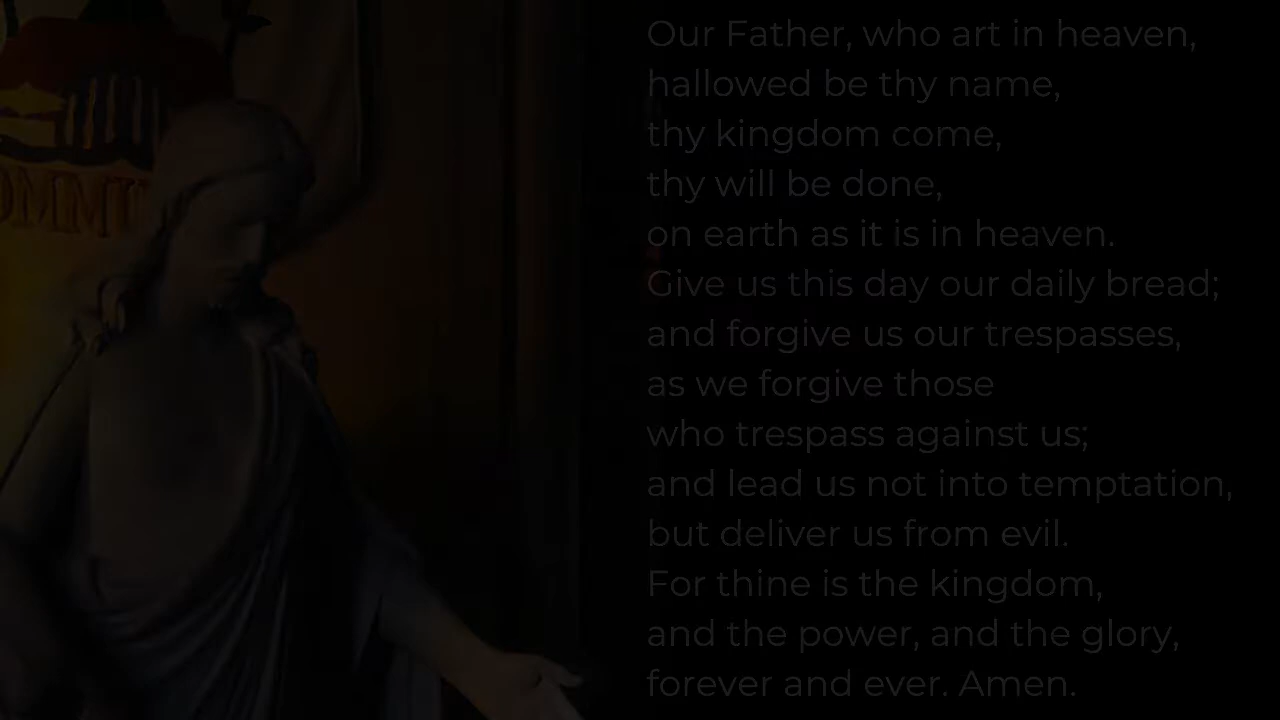 OMMU
Our Father, who art in heaven,
hallowed be thy name,
thy kingdom come,
thy will be done,
on earth as it is in heaven.
Give us this day our daily bread;
and forgive us our trespasses,
as we forgive those
who trespass against us;
and lead us not into temptation,
but deliver us from evil.
For thine is the kingdom,
and the power, and the glory,
forever and ever. Amen.